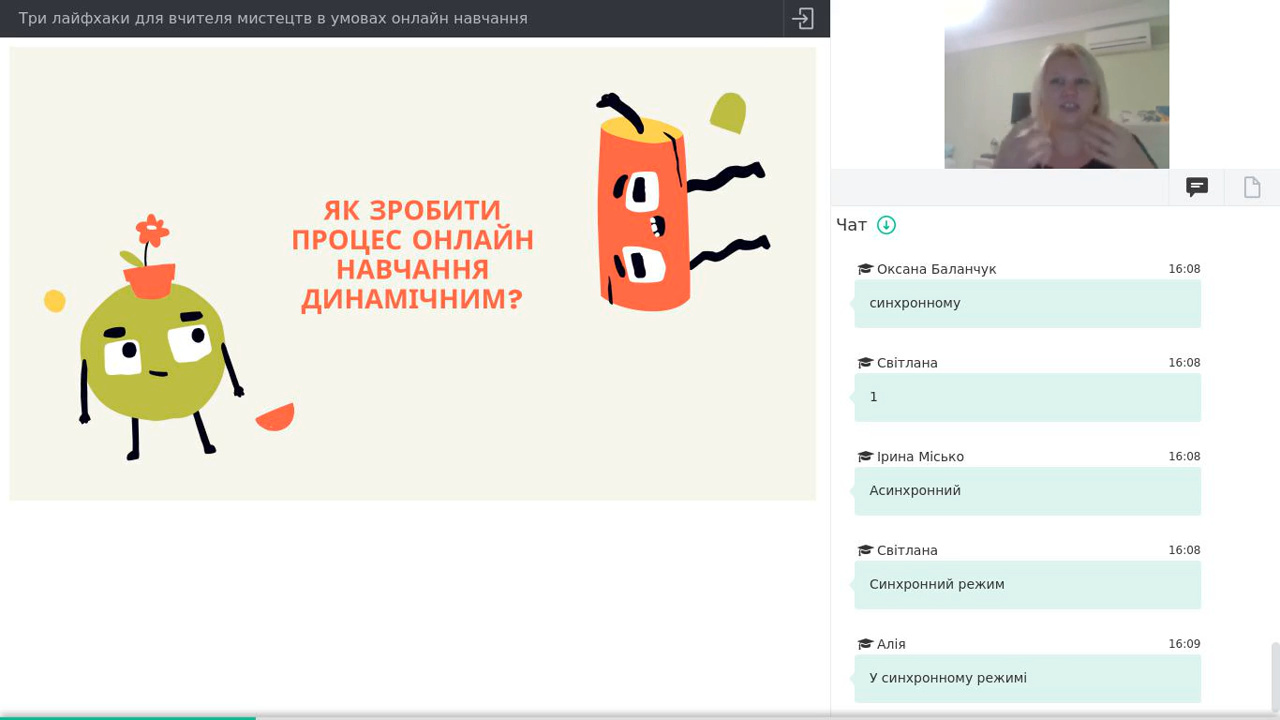 Три лайфхаки для вчителя мистецтв в умовах онлайн навчання
ЯК ЗРОБИТИ
ПРОЦЕС ОНЛАЙН
НАВЧАННЯ
ДИНАМІЧНИМ?
Чат
Оксана Баланчук 16:08
синхронному
Світлана 16:08
1
Ірина Місько 16:08
Асинхронний
Світлана 16:08
Синхронний режим
Алія 16:09
У синхронному режимі